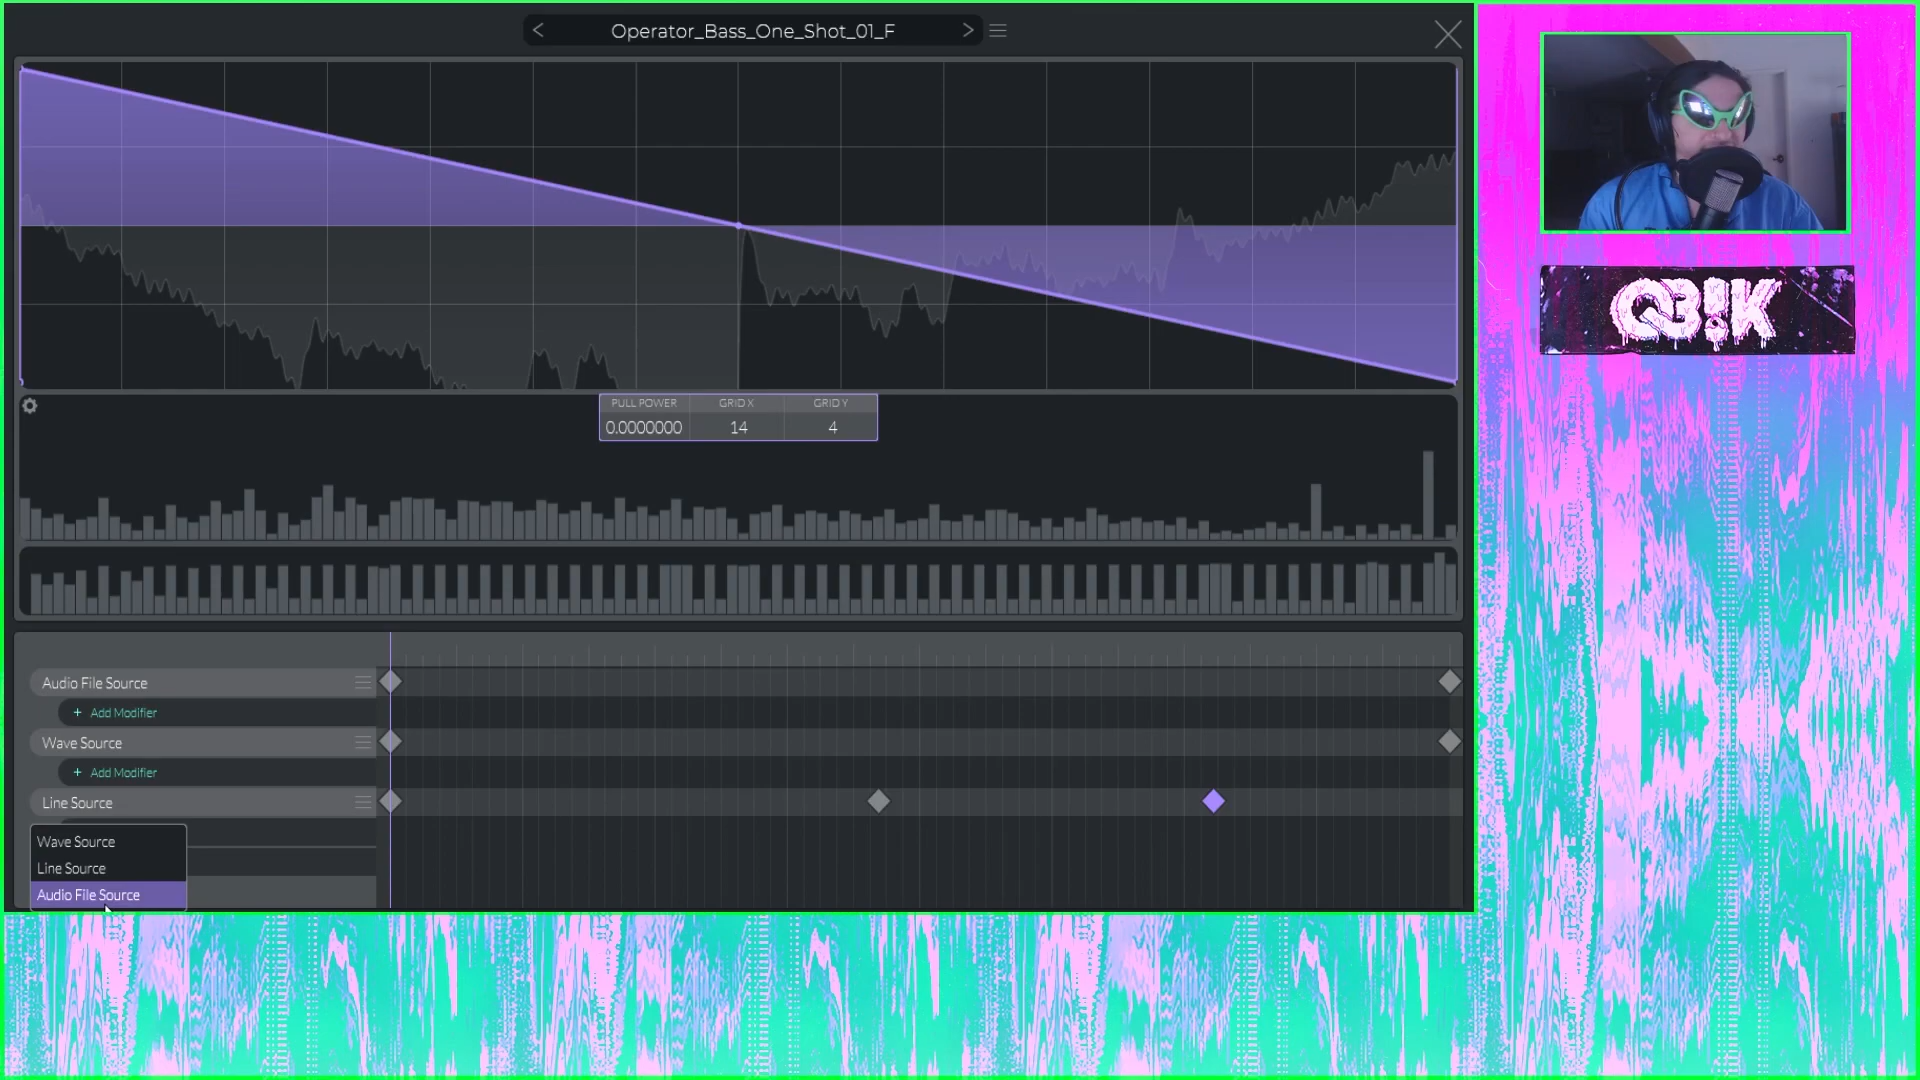 Operator_Bass_One_Shot_01_F
PULL POWER GRID X GRID Y
0.0000000 14 4
Audio File Source
+ Add Modifier
Wave Source
+ Add Modifier
Line Source
Wave Source
Line Source
Audio File Source
QB!K